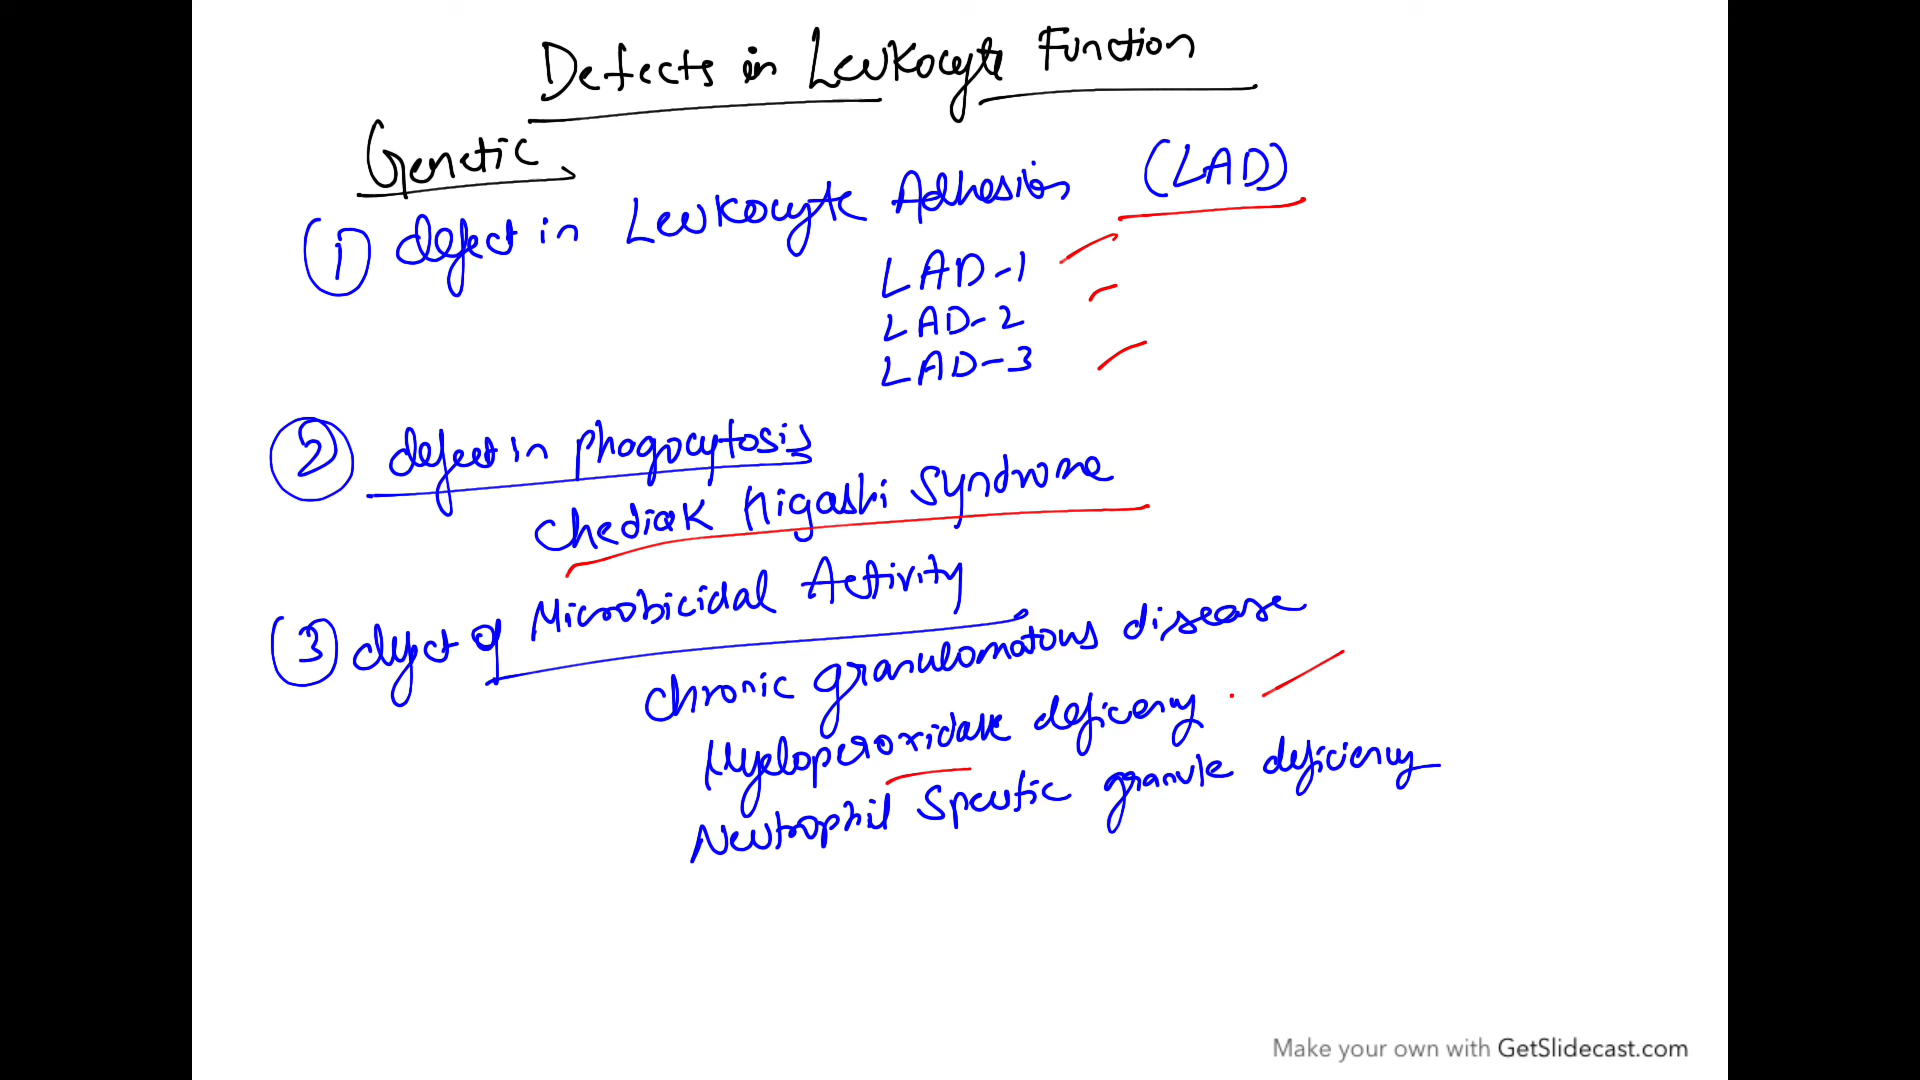 Defects in Leukocyte Function
Genetic
① defect in Leukocyte Adhesion (LAD)
LAD-1
LAD-2
LAD-3
② defect in phagocytosis
Chediak Higashi Syndrome
③ defect of Microbicidal Activity
chronic granulomatous disease
Myeloperoxidase deficiency
Neutrophil Specific granule deficiency
Make your own with GetSlidecast.com